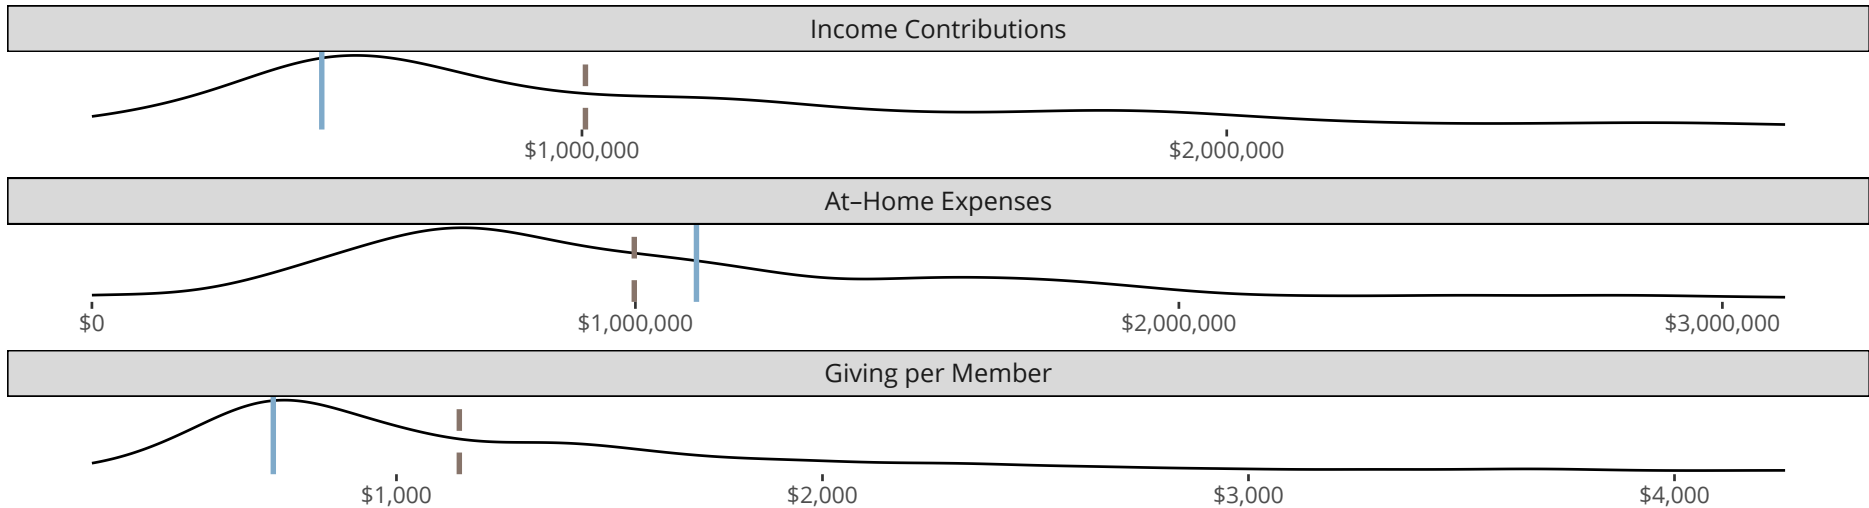 Income Contributions
$1,000,000 $2,000,000
At–Home Expenses
$0 $1,000,000 $2,000,000 $3,000,000
Giving per Member
$1,000 $2,000 $3,000 $4,000